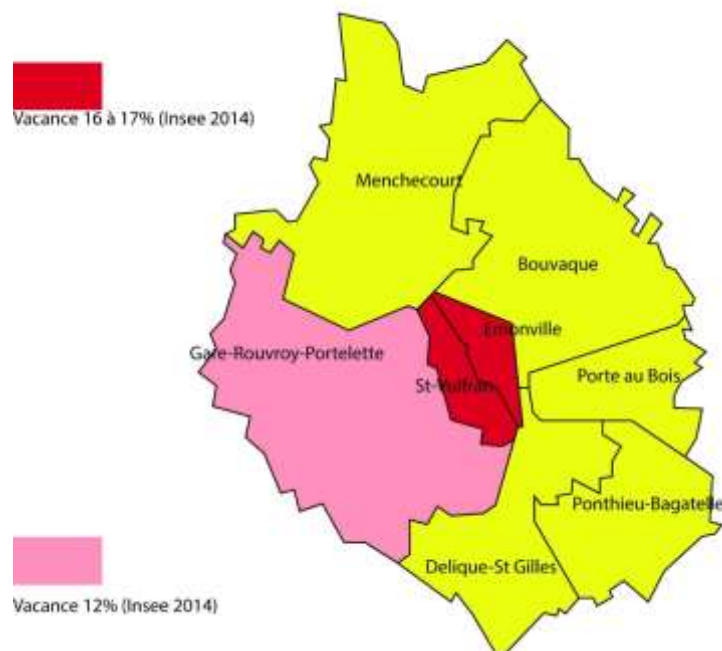 Vacance 16 à 17% (Insee 2014)
Menchecourt
Bouvaque
Emonville
Gare-Rouvroy-Portelette
St-Vulfran
Porte au Bois
Ponthieu-Bagatelle
Delique-St Gilles
Vacance 12% (Insee 2014)